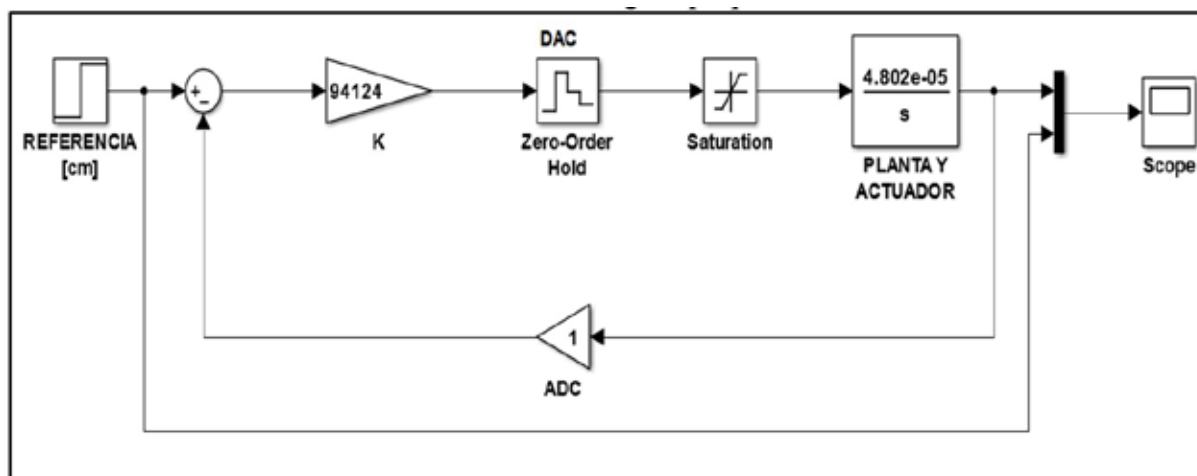 DAC
94124
4.802e-05
s
+
-
REFERENCIA
[cm]
K
Zero-Order
Hold
Saturation
PLANTA Y
ACTUADOR
Scope
1
ADC